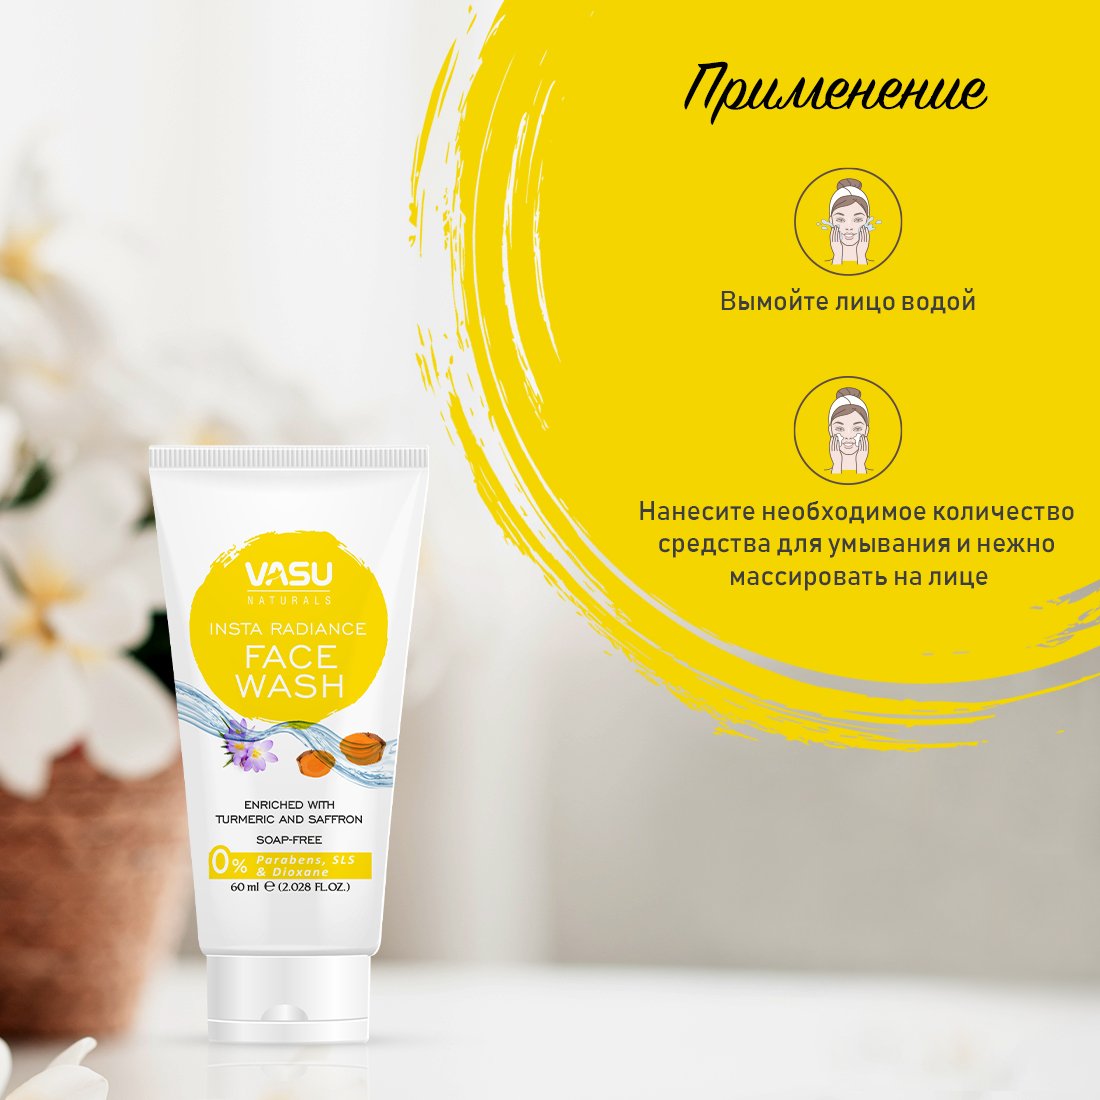 Применение
Вымойте лицо водой
Нанесите необходимое количество
средства для умывания и нежно
массировать на лице
VASU
NATURALS
INSTA RADIANCE
FACE
WASH
ENRICHED WITH
TURMERIC AND SAFFRON
SOAP-FREE
0% Parabens, SLS
& Dioxane
60 ml ℮ (2.028 FL.OZ.)